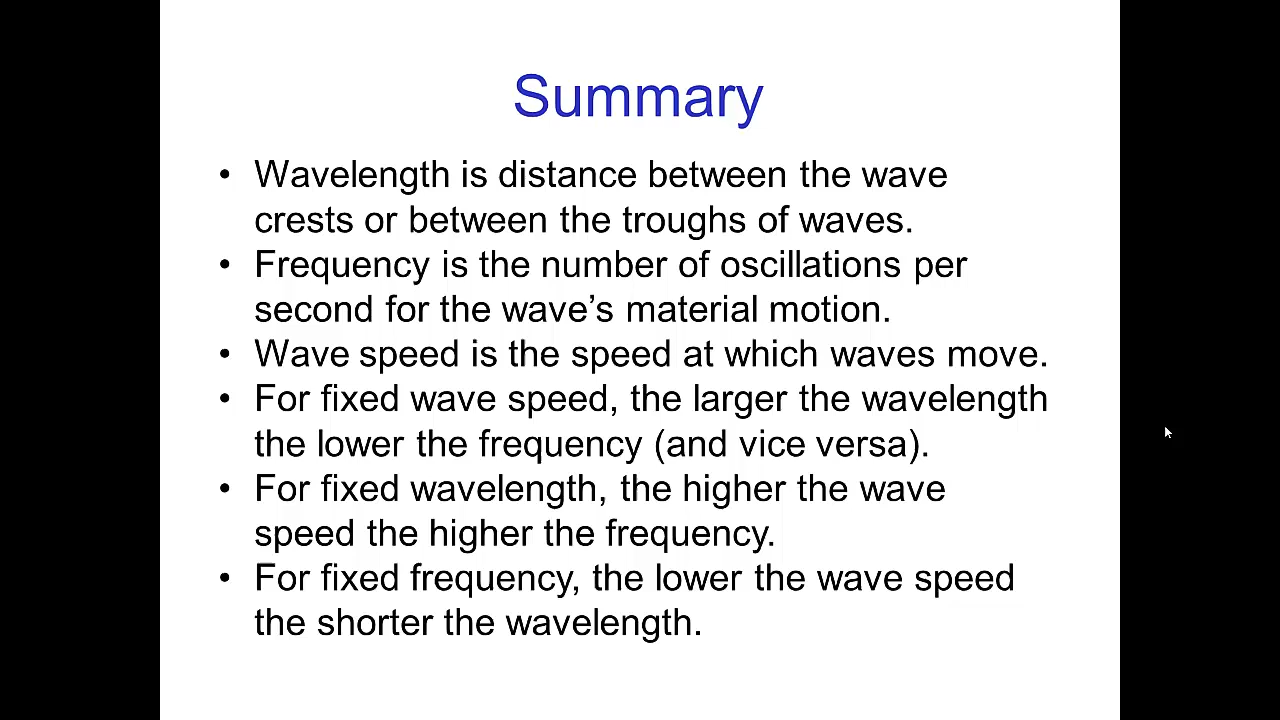 Summary
• Wavelength is distance between the wave
crests or between the troughs of waves.
• Frequency is the number of oscillations per
second for the wave’s material motion.
• Wave speed is the speed at which waves move.
• For fixed wave speed, the larger the wavelength
the lower the frequency (and vice versa).
• For fixed wavelength, the higher the wave
speed the higher the frequency.
• For fixed frequency, the lower the wave speed
the shorter the wavelength.